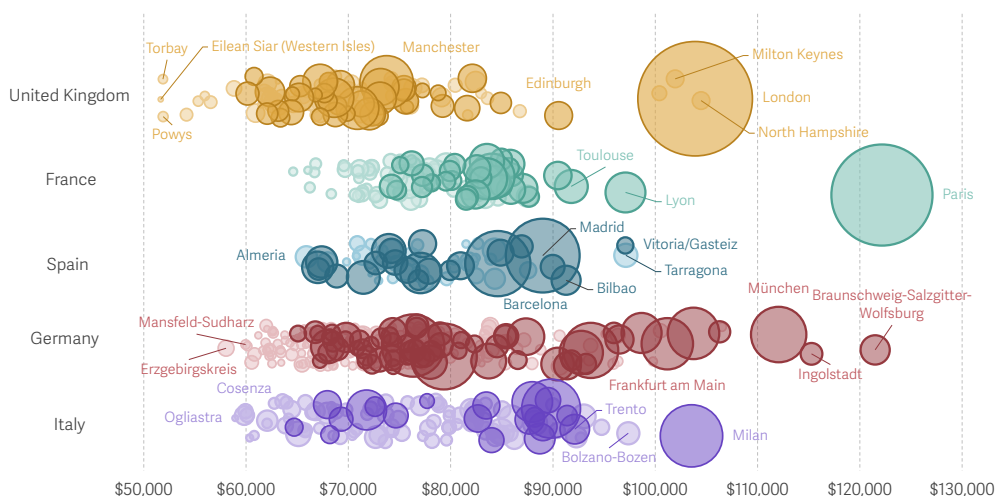 Torbay
Eilean Siar (Western Isles)
Manchester
Milton Keynes
Edinburgh
United Kingdom
London
North Hampshire
Powys
Toulouse
France
Lyon
Paris
Madrid
Vitoria/Gasteiz
Almeria
Spain
Tarragona
Bilbao
Barcelona
München
Braunschweig-Salzgitter-
Wolfsburg
Mansfeld-Sudharz
Germany
Erzgebirgskreis
Ingolstadt
Frankfurt am Main
Cosenza
Ogliastra
Trento
Italy
Milan
Bolzano-Bozen
$50,000 $60,000 $70,000 $80,000 $90,000 $100,000 $110,000 $120,000 $130,000